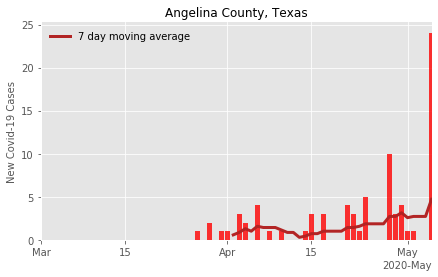 Angelina County, Texas
7 day moving average
New Covid-19 Cases
25
20
15
10
5
0
Mar
15
Apr
15
May
2020-May